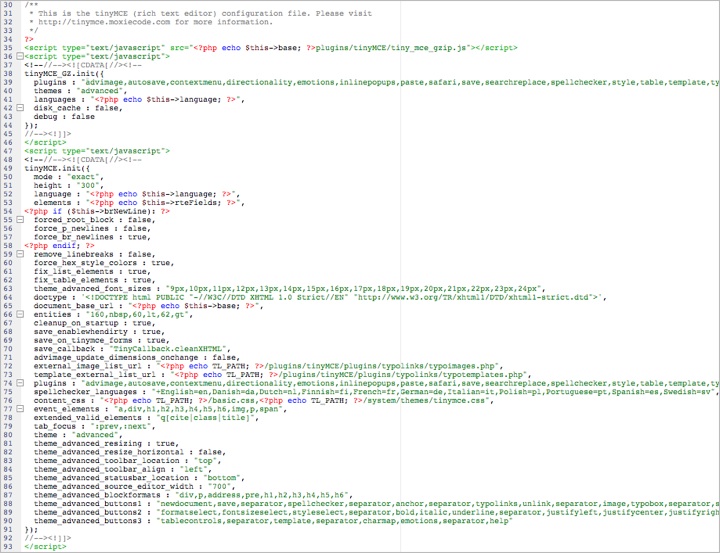 30 /**
31  * This is the tinyMCE (rich text editor) configuration file. Please visit
32  * http://tinymce.moxiecode.com for more information.
33  */
34 ?>
35 <script type="text/javascript" src="<?php echo $this->base; ?>plugins/tinyMCE/tiny_mce_gzip.js"></script>
36 <script type="text/javascript">
37 <!--//--><![CDATA[//><!--
38 tinyMCE_GZ.init({
39   plugins : "advimage,autosave,contextmenu,directionality,emotions,inlinepopups,paste,safari,save,searchreplace,spellchecker,style,table,template,ty
40   themes : "advanced",
41   languages : "<?php echo $this->language; ?>",
42   disk_cache : false,
43   debug : false
44 });
45 //--><!]]>
46 </script>
47 <script type="text/javascript">
48 <!--//--><![CDATA[//><!--
49 tinyMCE.init({
50   mode : "exact",
51   height : "300",
52   language : "<?php echo $this->language; ?>",
53   elements : "<?php echo $this->rteFields; ?>",
54 <?php if ($this->brNewLine): ?>
55   forced_root_block : false,
56   force_p_newlines : false,
57   force_br_newlines : true,
58 <?php endif; ?>
59   remove_linebreaks : false,
60   force_hex_style_colors : true,
61   fix_list_elements : true,
62   fix_table_elements : true,
63   theme_advanced_font_sizes : "9px,10px,11px,12px,13px,14px,15px,16px,17px,18px,19px,20px,21px,22px,23px,24px",
64   doctype : '<!DOCTYPE html PUBLIC "-//W3C//DTD XHTML 1.0 Strict//EN" "http://www.w3.org/TR/xhtml1/DTD/xhtml1-strict.dtd">',
65   document_base_url : "<?php echo $this->base; ?>",
66   entities : "160,nbsp,60,lt,62,gt",
67   cleanup_on_startup : true,
68   save_enablewhendirty : true,
69   save_on_tinymce_forms : true,
70   save_callback : "TinyCallback.cleanXHTML",
71   advimage_update_dimensions_onchange : false,
72   external_image_list_url : "<?php echo TL_PATH; ?>/plugins/tinyMCE/plugins/typolinks/typoimages.php",
73   template_external_list_url : "<?php echo TL_PATH; ?>/plugins/tinyMCE/plugins/typolinks/typotemplates.php",
74   plugins : "advimage,autosave,contextmenu,directionality,emotions,inlinepopups,paste,safari,save,searchreplace,spellchecker,style,table,template,ty
75   spellchecker_languages : "+English=en,Danish=da,Dutch=nl,Finnish=fi,French=fr,German=de,Italian=it,Polish=pl,Portuguese=pt,Spanish=es,Swedish=sv",
76   content_css : "<?php echo TL_PATH; ?>/basic.css,<?php echo TL_PATH; ?>/system/themes/tinymce.css",
77   event_elements : "a,div,h1,h2,h3,h4,h5,h6,img,p,span",
78   extended_valid_elements : "q[cite|class|title]",
79   tab_focus : ":prev,:next",
80   theme : "advanced",
81   theme_advanced_resizing : true,
82   theme_advanced_resize_horizontal : false,
83   theme_advanced_toolbar_location : "top",
84   theme_advanced_toolbar_align : "left",
85   theme_advanced_statusbar_location : "bottom",
86   theme_advanced_source_editor_width : "700",
87   theme_advanced_blockformats : "div,p,address,pre,h1,h2,h3,h4,h5,h6",
88   theme_advanced_buttons1 : "newdocument,save,separator,spellchecker,separator,anchor,separator,typolinks,unlink,separator,image,typobox,separator,s
89   theme_advanced_buttons2 : "formatselect,fontsizeselect,styleselect,separator,bold,italic,underline,separator,justifyleft,justifycenter,justifyrigh
90   theme_advanced_buttons3 : "tablecontrols,separator,template,separator,charmap,emotions,separator,help"
91 });
92 //--><!]]>
93 </script>